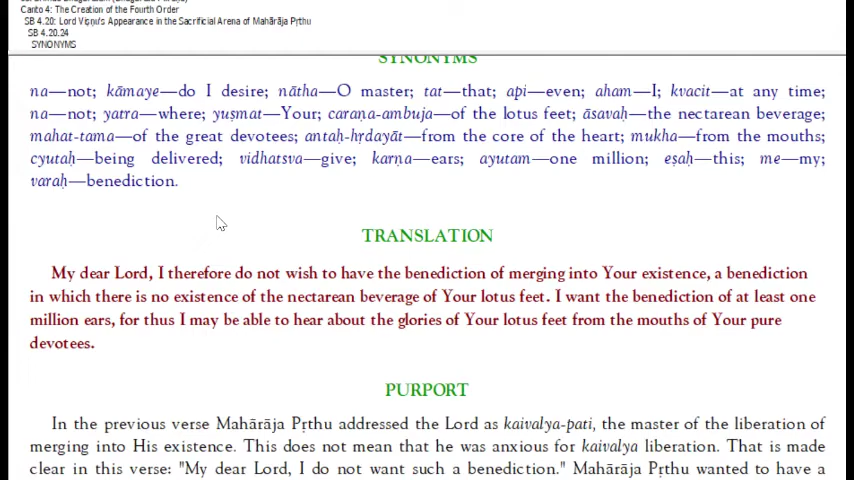 Canto 4: The Creation of the Fourth Order
SB 4.20: Lord Viṣṇu's Appearance in the Sacrificial Arena of Mahārāja Pṛthu
SB 4.20.24
SYNONYMS
SYNONYMS
na—not; kāmaye—do I desire; nātha—O master; tat—that; api—even; aham—I; kvacit—at any time;
na—not; yatra—where; yuṣmat—Your; caraṇa-ambuja—of the lotus feet; āsavaḥ—the nectarean beverage;
mahat-tama—of the great devotees; antaḥ-hṛdayāt—from the core of the heart; mukha—from the mouths;
cyutaḥ—being delivered; vidhatsva—give; karṇa—ears; ayutam—one million; eṣaḥ—this; me—my;
varaḥ—benediction.
TRANSLATION
My dear Lord, I therefore do not wish to have the benediction of merging into Your existence, a benediction
in which there is no existence of the nectarean beverage of Your lotus feet. I want the benediction of at least one
million ears, for thus I may be able to hear about the glories of Your lotus feet from the mouths of Your pure
devotees.
PURPORT
In the previous verse Mahārāja Pṛthu addressed the Lord as kaivalya-pati, the master of the liberation of
merging into His existence. This does not mean that he was anxious for kaivalya liberation. That is made
clear in this verse: "My dear Lord, I do not want such a benediction." Mahārāja Pṛthu wanted to have a